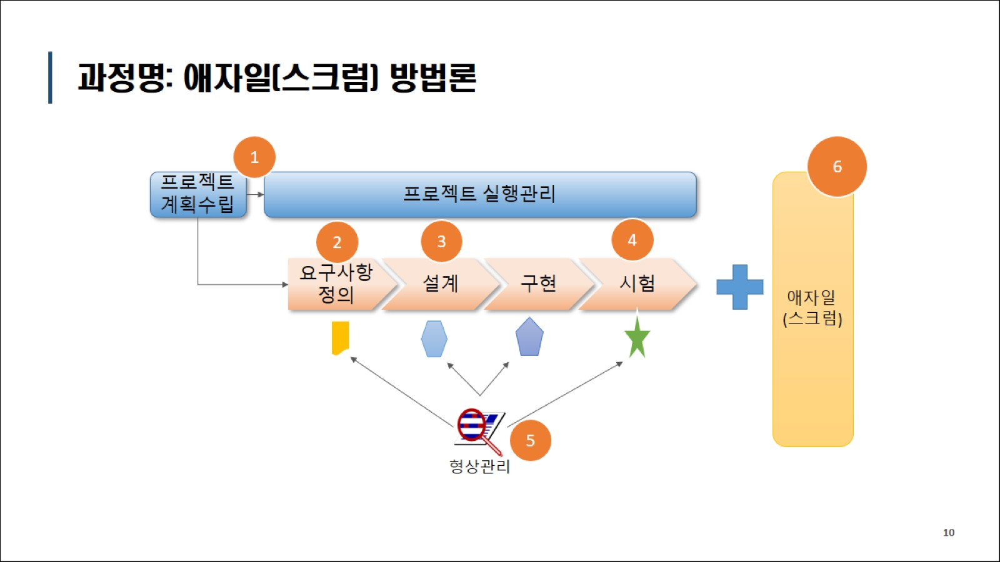 과정명: 애자일(스크럼) 방법론
1
6
프로젝트
계획수립
프로젝트 실행관리
2
3
4
요구사항
정의
설계
구현
시험
애자일
(스크럼)
5
형상관리
10